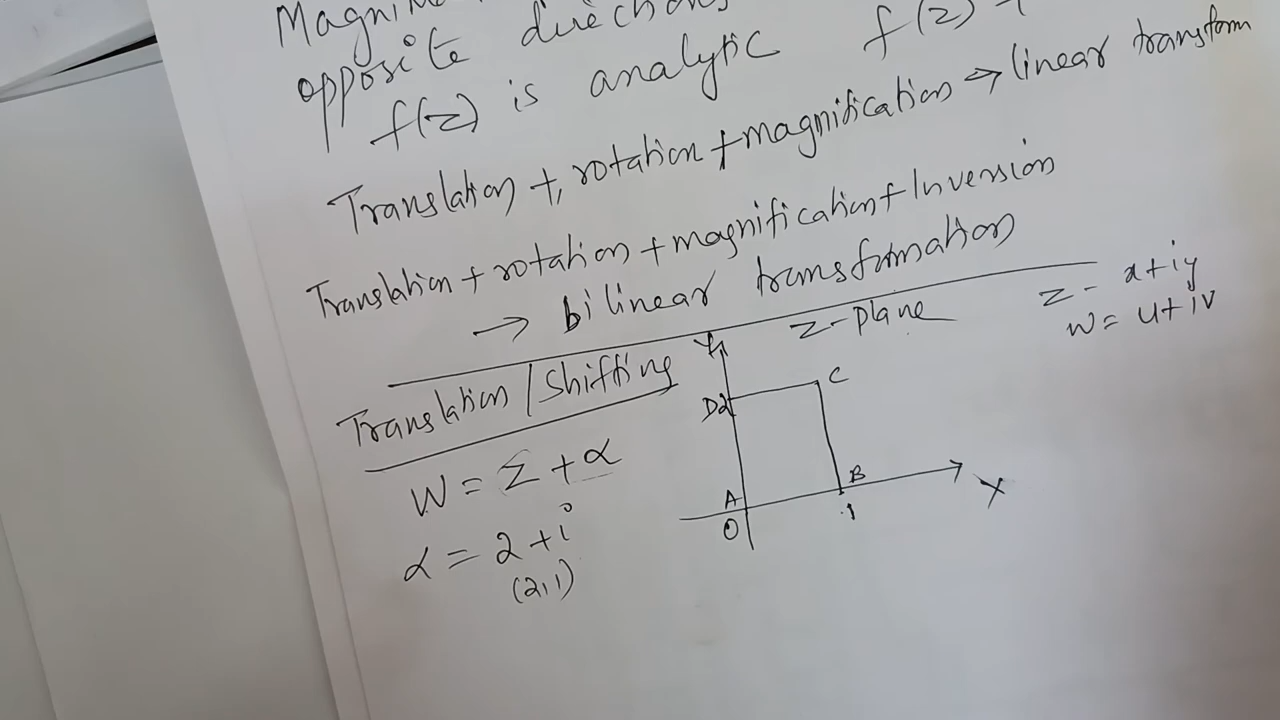 opposite directions
f(z) is analytic f(z)
Translation +, rotation + magnification → linear transform
Translation + rotation + magnification + Inversion
→ bilinear transformation
Translation / Shifting
Z-Plane
z - x + iy
w = u + iv
W = Z + α
α = 2 + i
(2,1)
Y
D 2
C
A
B
O
1
X